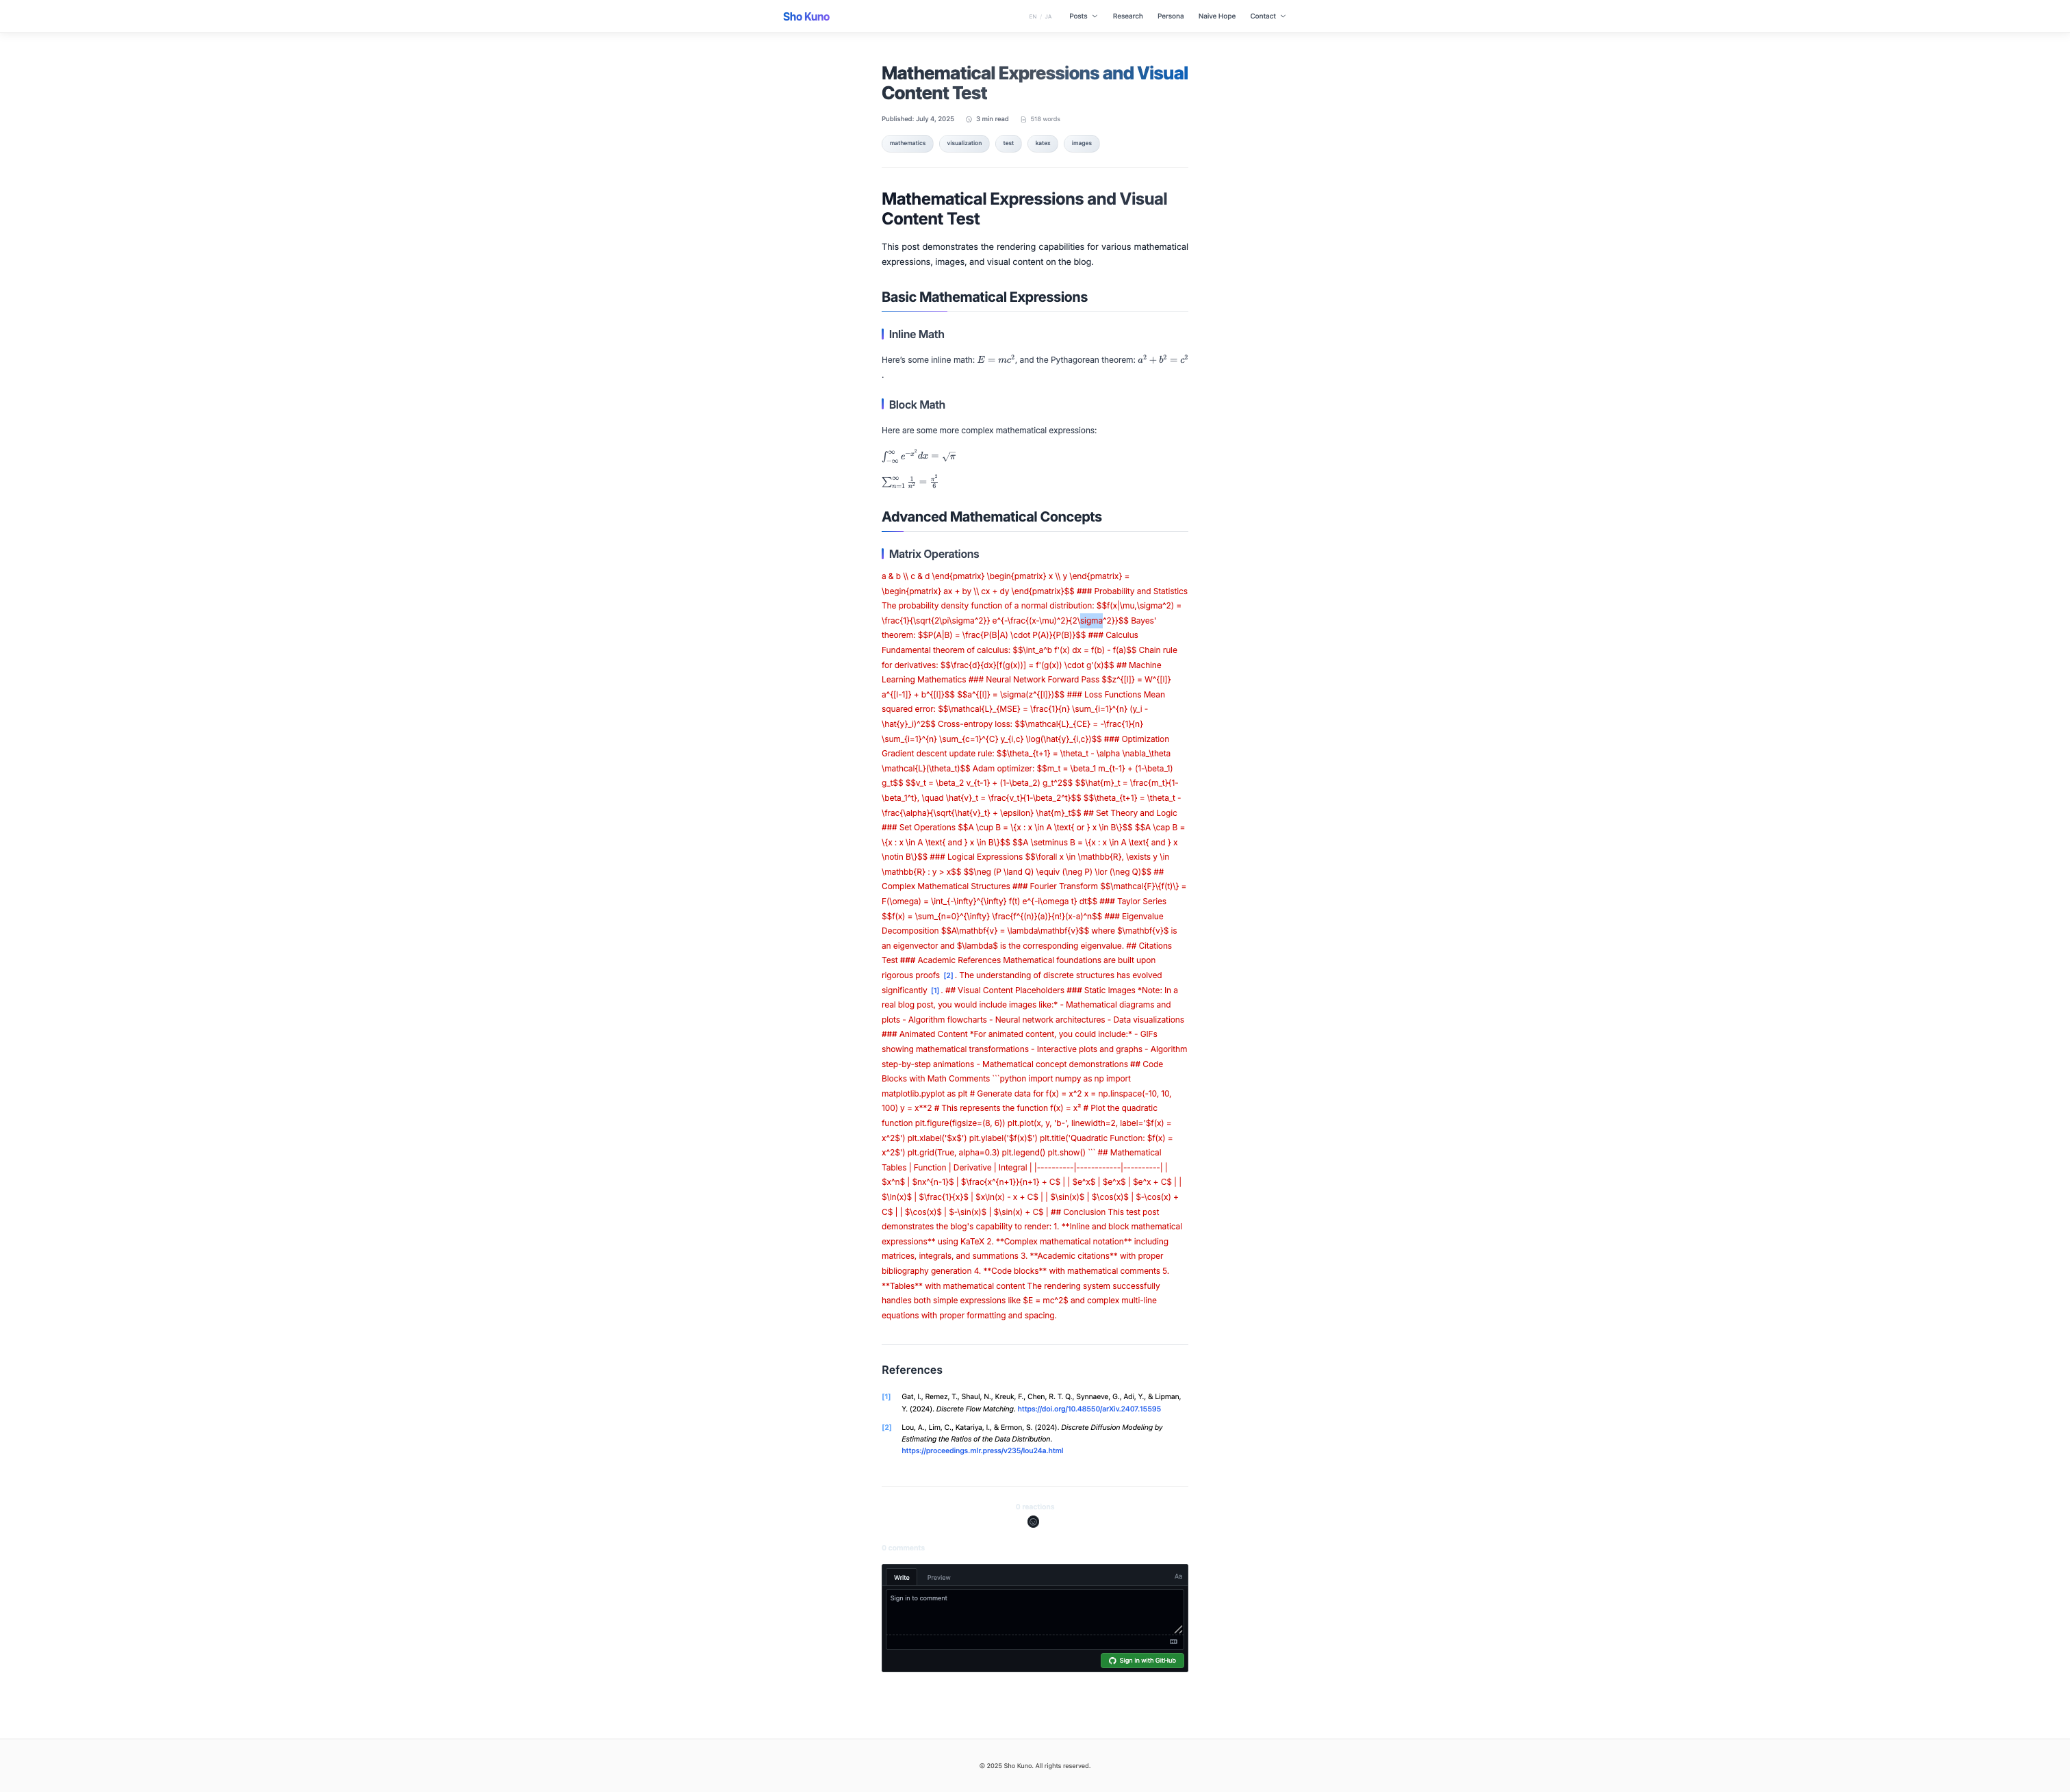 Sho Kuno
EN / JA
Posts
Research
Persona
Naive Hope
Contact
Mathematical Expressions and Visual
Content Test
Published: July 4, 2025
3 min read
518 words
mathematics
visualization
test
katex
images
Mathematical Expressions and Visual
Content Test
This post demonstrates the rendering capabilities for various mathematical
expressions, images, and visual content on the blog.
Basic Mathematical Expressions
Inline Math
Here's some inline math: E = mc², and the Pythagorean theorem: a² + b² = c²
.
Block Math
Here are some more complex mathematical expressions:
∫_{-∞}^{∞} e^{-x²} dx = √π
∑_{n=1}^{∞} 1/n² = π²/6
Advanced Mathematical Concepts
Matrix Operations
a & b \\ c & d \end{pmatrix} \begin{pmatrix} x \\ y \end{pmatrix} =
\begin{pmatrix} ax + by \\ cx + dy \end{pmatrix}$$ ### Probability and Statistics
The probability density function of a normal distribution: $$f(x|\mu,\sigma^2) =
\frac{1}{\sqrt{2\pi\sigma^2}} e^{-\frac{(x-\mu)^2}{2\sigma^2}}$$ Bayes'
theorem: $$P(A|B) = \frac{P(B|A) \cdot P(A)}{P(B)}$$ ### Calculus
Fundamental theorem of calculus: $$\int_a^b f'(x) dx = f(b) - f(a)$$ Chain rule
for derivatives: $$\frac{d}{dx}[f(g(x))] = f'(g(x)) \cdot g'(x)$$ ## Machine
Learning Mathematics ### Neural Network Forward Pass $$z^{[l]} = W^{[l]}
a^{[l-1]} + b^{[l]}$$ $$a^{[l]} = \sigma(z^{[l]})$$ ### Loss Functions Mean
squared error: $$\mathcal{L}_{MSE} = \frac{1}{n} \sum_{i=1}^{n} (y_i -
\hat{y}_i)^2$$ Cross-entropy loss: $$\mathcal{L}_{CE} = -\frac{1}{n}
\sum_{i=1}^{n} \sum_{c=1}^{C} y_{i,c} \log(\hat{y}_{i,c})$$ ### Optimization
Gradient descent update rule: $$\theta_{t+1} = \theta_t - \alpha \nabla_\theta
\mathcal{L}(\theta_t)$$ Adam optimizer: $$m_t = \beta_1 m_{t-1} + (1-\beta_1)
g_t$$ $$v_t = \beta_2 v_{t-1} + (1-\beta_2) g_t^2$$ $$\hat{m}_t = \frac{m_t}{1-
\beta_1^t}, \quad \hat{v}_t = \frac{v_t}{1-\beta_2^t}$$ $$\theta_{t+1} = \theta_t -
\frac{\alpha}{\sqrt{\hat{v}_t} + \epsilon} \hat{m}_t$$ ## Set Theory and Logic
### Set Operations $$A \cup B = \{x : x \in A \text{ or } x \in B\}$$ $$A \cap B =
\{x : x \in A \text{ and } x \in B\}$$ $$A \setminus B = \{x : x \in A \text{ and } x
\notin B\}$$ ### Logical Expressions $$\forall x \in \mathbb{R}, \exists y \in
\mathbb{R} : y > x$$ $$\neg (P \land Q) \equiv (\neg P) \lor (\neg Q)$$ ##
Complex Mathematical Structures ### Fourier Transform $$\mathcal{F}\{f(t)\} =
F(\omega) = \int_{-\infty}^{\infty} f(t) e^{-i\omega t} dt$$ ### Taylor Series
$$f(x) = \sum_{n=0}^{\infty} \frac{f^{(n)}(a)}{n!}(x-a)^n$$ ### Eigenvalue
Decomposition $$A\mathbf{v} = \lambda\mathbf{v}$$ where $\mathbf{v}$ is
an eigenvector and $\lambda$ is the corresponding eigenvalue. ## Citations
Test ### Academic References Mathematical foundations are built upon
rigorous proofs [2]. The understanding of discrete structures has evolved
significantly [1]. ## Visual Content Placeholders ### Static Images *Note: In a
real blog post, you would include images like:* - Mathematical diagrams and
plots - Algorithm flowcharts - Neural network architectures - Data visualizations
### Animated Content *For animated content, you could include:* - GIFs
showing mathematical transformations - Interactive plots and graphs - Algorithm
step-by-step animations - Mathematical concept demonstrations ## Code
Blocks with Math Comments ```python import numpy as np import
matplotlib.pyplot as plt # Generate data for f(x) = x^2 x = np.linspace(-10, 10,
100) y = x**2 # This represents the function f(x) = x² # Plot the quadratic
function plt.figure(figsize=(8, 6)) plt.plot(x, y, 'b-', linewidth=2, label='$f(x) =
x^2$') plt.xlabel('$x$') plt.ylabel('$f(x)$') plt.title('Quadratic Function: $f(x) =
x^2$') plt.grid(True, alpha=0.3) plt.legend() plt.show() ``` ## Mathematical
Tables | Function | Derivative | Integral | |----------|------------|----------| |
$x^n$ | $nx^{n-1}$ | $\frac{x^{n+1}}{n+1} + C$ | | $e^x$ | $e^x$ | $e^x + C$ | |
$\ln(x)$ | $\frac{1}{x}$ | $x\ln(x) - x + C$ | | $\sin(x)$ | $\cos(x)$ | $-\cos(x) +
C$ | | $\cos(x)$ | $-\sin(x)$ | $\sin(x) + C$ | ## Conclusion This test post
demonstrates the blog's capability to render: 1. **Inline and block mathematical
expressions** using KaTeX 2. **Complex mathematical notation** including
matrices, integrals, and summations 3. **Academic citations** with proper
bibliography generation 4. **Code blocks** with mathematical comments 5.
**Tables** with mathematical content The rendering system successfully
handles both simple expressions like $E = mc^2$ and complex multi-line
equations with proper formatting and spacing.
References
[1] Gat, I., Remez, T., Shaul, N., Kreuk, F., Chen, R. T. Q., Synnaeve, G., Adi, Y., & Lipman,
Y. (2024). Discrete Flow Matching. https://doi.org/10.48550/arXiv.2407.15595
[2] Lou, A., Lim, C., Katariya, I., & Ermon, S. (2024). Discrete Diffusion Modeling by
Estimating the Ratios of the Data Distribution.
https://proceedings.mlr.press/v235/lou24a.html
0 reactions
0 comments
Write
Preview
Aa
Sign in to comment
Sign in with GitHub
© 2025 Sho Kuno. All rights reserved.